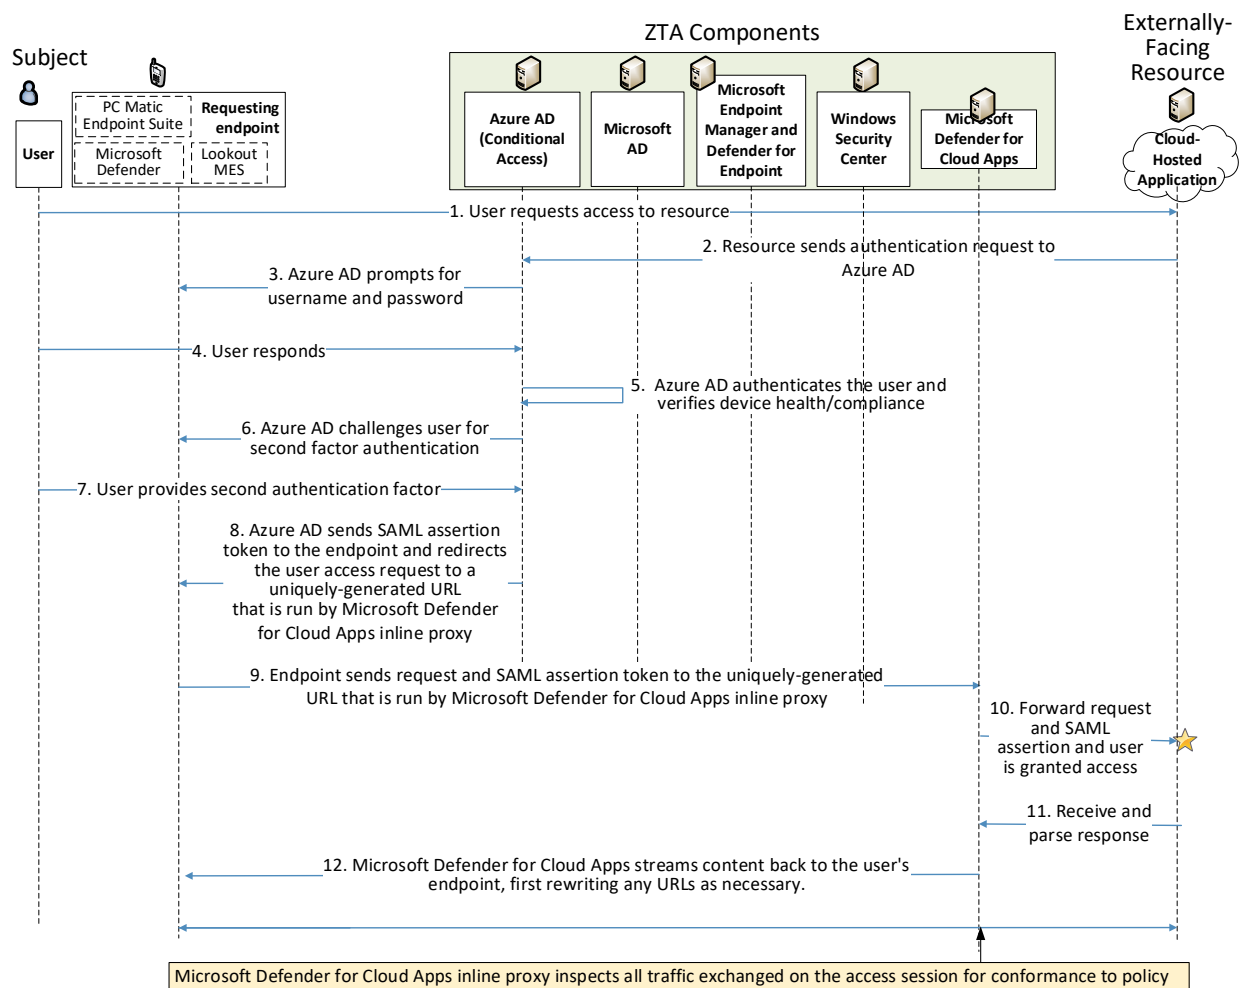 Subject
ZTA Components
Externally-
Facing
Resource
User
PC Matic
Endpoint Suite
Requesting
endpoint
Microsoft
Defender
Lookout
MES
Azure AD
(Conditional
Access)
Microsoft
AD
Microsoft
Endpoint
Manager and
Defender for
Endpoint
Windows
Security
Center
Microsoft
Defender for
Cloud Apps
Cloud-
Hosted
Application
1. User requests access to resource
2. Resource sends authentication request to
Azure AD
3. Azure AD prompts for
username and password
4. User responds
5. Azure AD authenticates the user and
verifies device health/compliance
6. Azure AD challenges user for
second factor authentication
7. User provides second authentication factor
8. Azure AD sends SAML assertion
token to the endpoint and redirects
the user access request to a
uniquely-generated URL
that is run by Microsoft Defender
for Cloud Apps inline proxy
9. Endpoint sends request and SAML assertion token to the uniquely-generated
URL that is run by Microsoft Defender for Cloud Apps inline proxy
10. Forward request
and SAML
assertion and user
is granted access
11. Receive and
parse response
12. Microsoft Defender for Cloud Apps streams content back to the user's
endpoint, first rewriting any URLs as necessary.
Microsoft Defender for Cloud Apps inline proxy inspects all traffic exchanged on the access session for conformance to policy